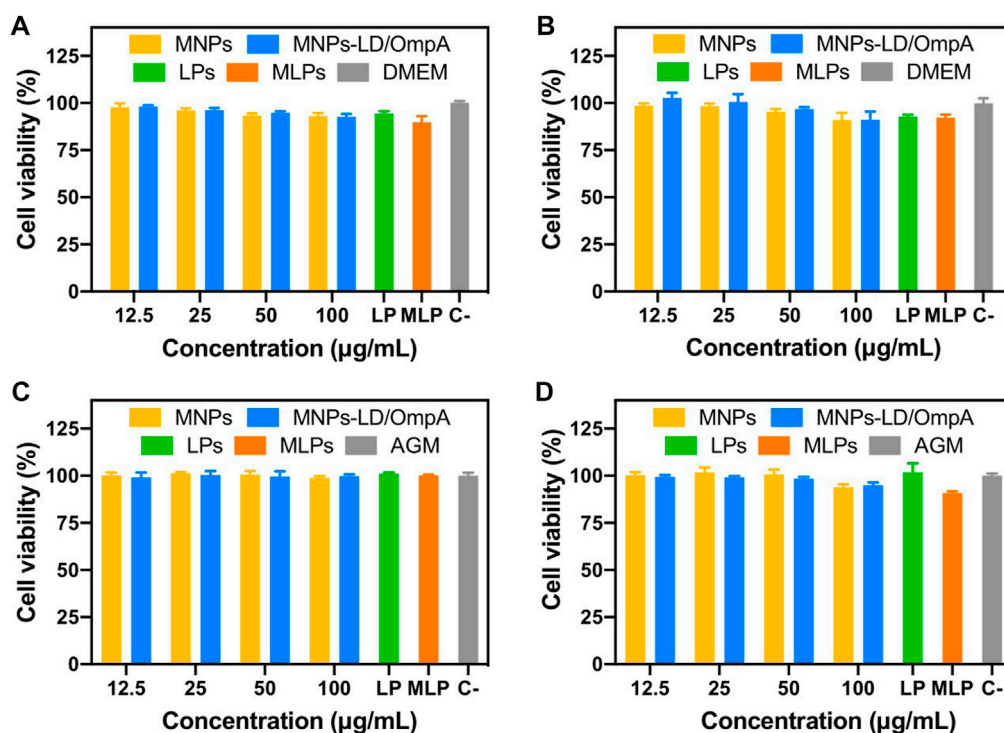 A
Cell viability (%)
125
100
75
50
25
0
MNPs MNPs-LD/OmpA
LPs MLPs DMEM
12.5 25 50 100 LP MLP C-
Concentration (µg/mL)
B
Cell viability (%)
125
100
75
50
25
0
MNPs MNPs-LD/OmpA
LPs MLPs DMEM
12.5 25 50 100 LP MLP C-
Concentration (µg/mL)
C
Cell viability (%)
125
100
75
50
25
0
MNPs MNPs-LD/OmpA
LPs MLPs AGM
12.5 25 50 100 LP MLP C-
Concentration (µg/mL)
D
Cell viability (%)
125
100
75
50
25
0
MNPs MNPs-LD/OmpA
LPs MLPs AGM
12.5 25 50 100 LP MLP C-
Concentration (µg/mL)